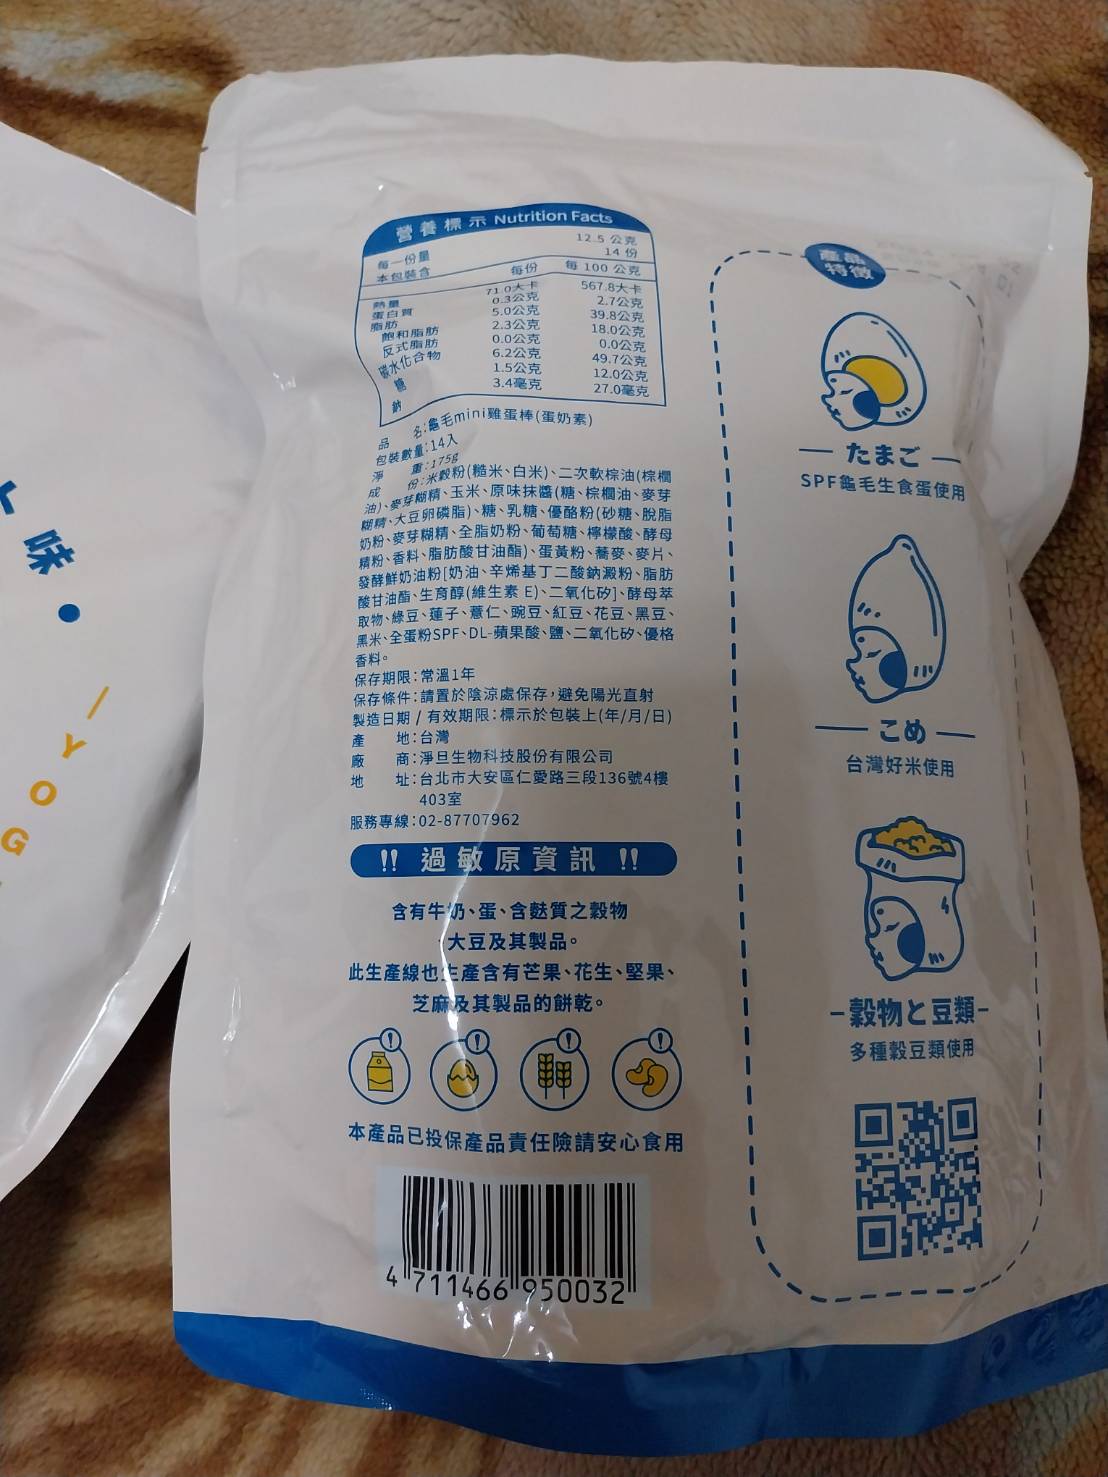 味
YOG
營養標示 Nutrition Facts
每一份量 12.5 公克
本包裝含 14 份
每份 每 100 公克
熱量 71.0大卡 567.8大卡
蛋白質 0.3公克 2.7公克
脂肪 5.0公克 39.8公克
飽和脂肪 2.3公克 18.0公克
反式脂肪 0.0公克 0.0公克
碳水化合物 6.2公克 49.7公克
糖 1.5公克 12.0公克
鈉 3.4毫克 27.0毫克
品名:龜毛mini雞蛋棒(蛋奶素)
包裝數量:14入
淨重:175g
成份:米穀粉(糙米、白米)、二次軟棕油(棕櫚
油)、麥芽糊精、玉米、原味抹醬(糖、棕櫚油、麥芽
糊精、大豆卵磷脂)、糖、乳糖、優酪粉(砂糖、脫脂
奶粉、麥芽糊精、全脂奶粉、葡萄糖、檸檬酸、酵母
精粉、香料、脂肪酸甘油酯)、蛋黃粉、蕎麥、麥片、
發酵鮮奶油粉[奶油、辛烯基丁二酸鈉澱粉、脂肪
酸甘油酯、生育醇(維生素 E)、二氧化矽]、酵母萃
取物、綠豆、蓮子、薏仁、豌豆、紅豆、花豆、黑豆、
黑米、全蛋粉SPF、DL-蘋果酸、鹽、二氧化矽、優格
香料。
保存期限:常溫1年
保存條件:請置於陰涼處保存,避免陽光直射
製造日期 / 有效期限:標示於包裝上(年/月/日)
產地:台灣
廠商:淨旦生物科技股份有限公司
地址:台北市大安區仁愛路三段136號4樓
403室
服務專線:02-87707962
!! 過敏原資訊 !!
含有牛奶、蛋、含麩質之穀物
大豆及其製品。
此生產線也生產含有芒果、花生、堅果、
芝麻及其製品的餅乾。
本產品已投保產品責任險請安心食用
4 711466 950032
產品
特徵
たまご
SPF龜毛生食蛋使用
こめ
台灣好米使用
穀物と豆類
多種穀豆類使用